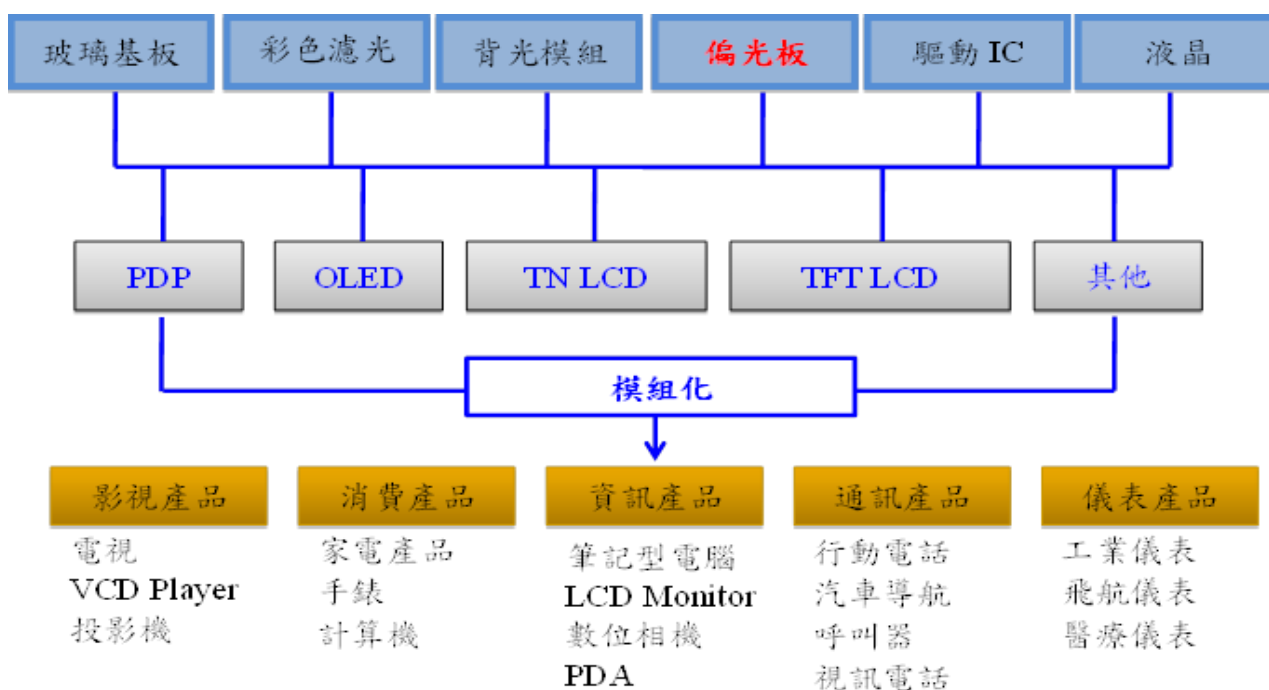 玻璃基板
彩色濾光
背光模組
偏光板
驅動 IC
液晶
PDP
OLED
TN LCD
TFT LCD
其他
模組化
影視產品
電視
VCD Player
投影機
消費產品
家電產品
手錶
計算機
資訊產品
筆記型電腦
LCD Monitor
數位相機
PDA
通訊產品
行動電話
汽車導航
呼叫器
視訊電話
儀表產品
工業儀表
飛航儀表
醫療儀表